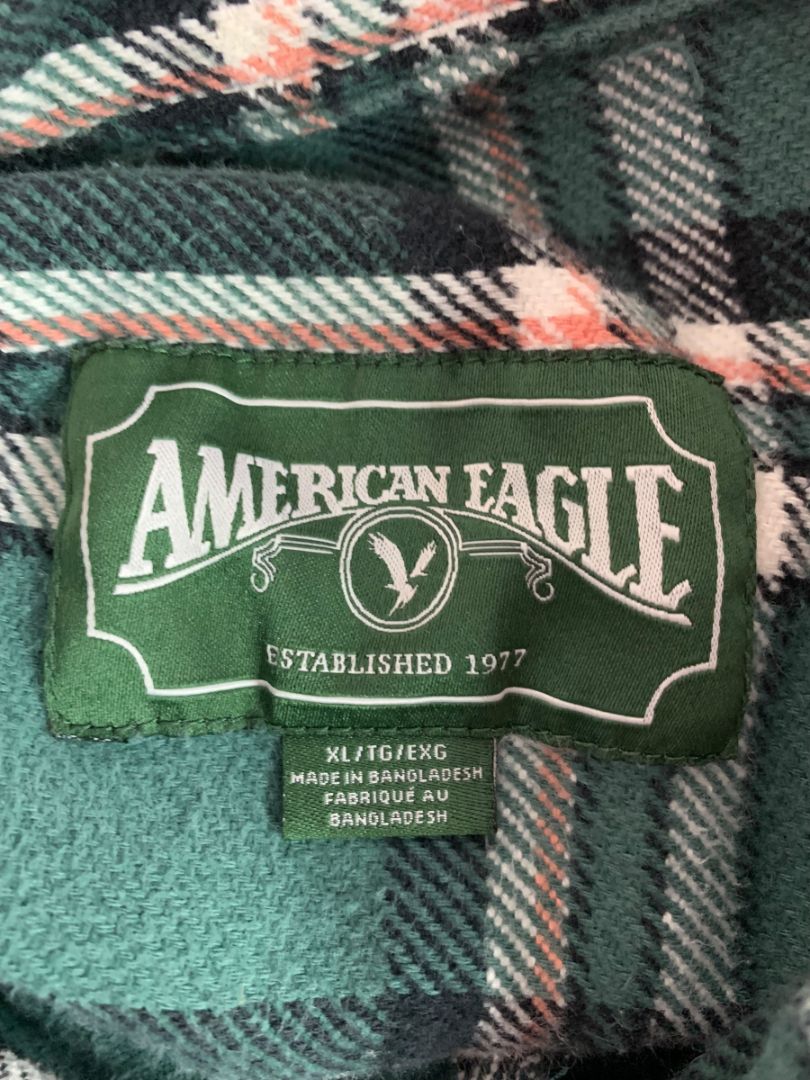 AMERICAN EAGLE
ESTABLISHED 1977
XL/TG/EXG
MADE IN BANGLADESH
FABRIQUÉ AU
BANGLADESH